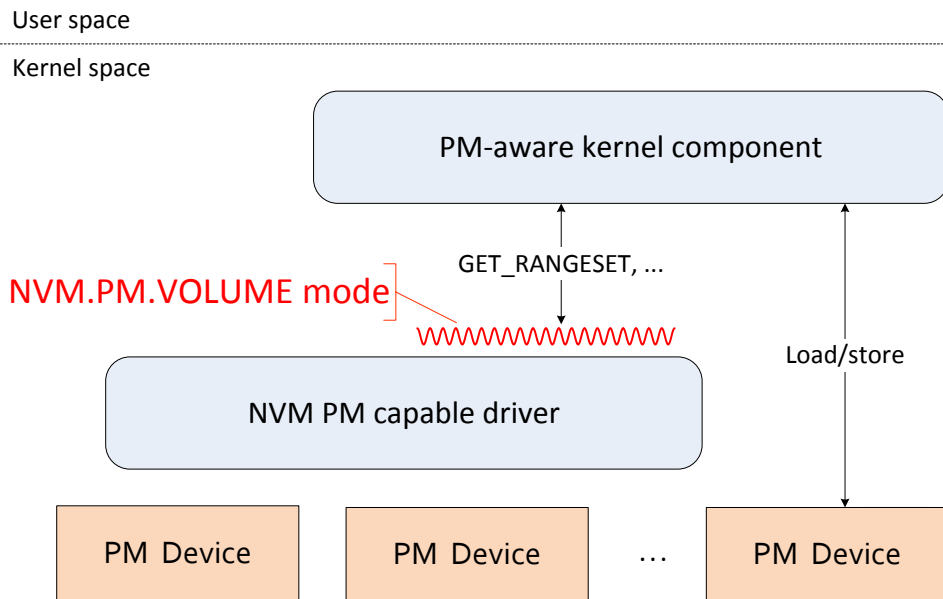 User space
Kernel space
PM-aware kernel component
GET_RANGESET, ...
NVM.PM.VOLUME mode
Load/store
NVM PM capable driver
PM Device
PM Device
...
PM Device